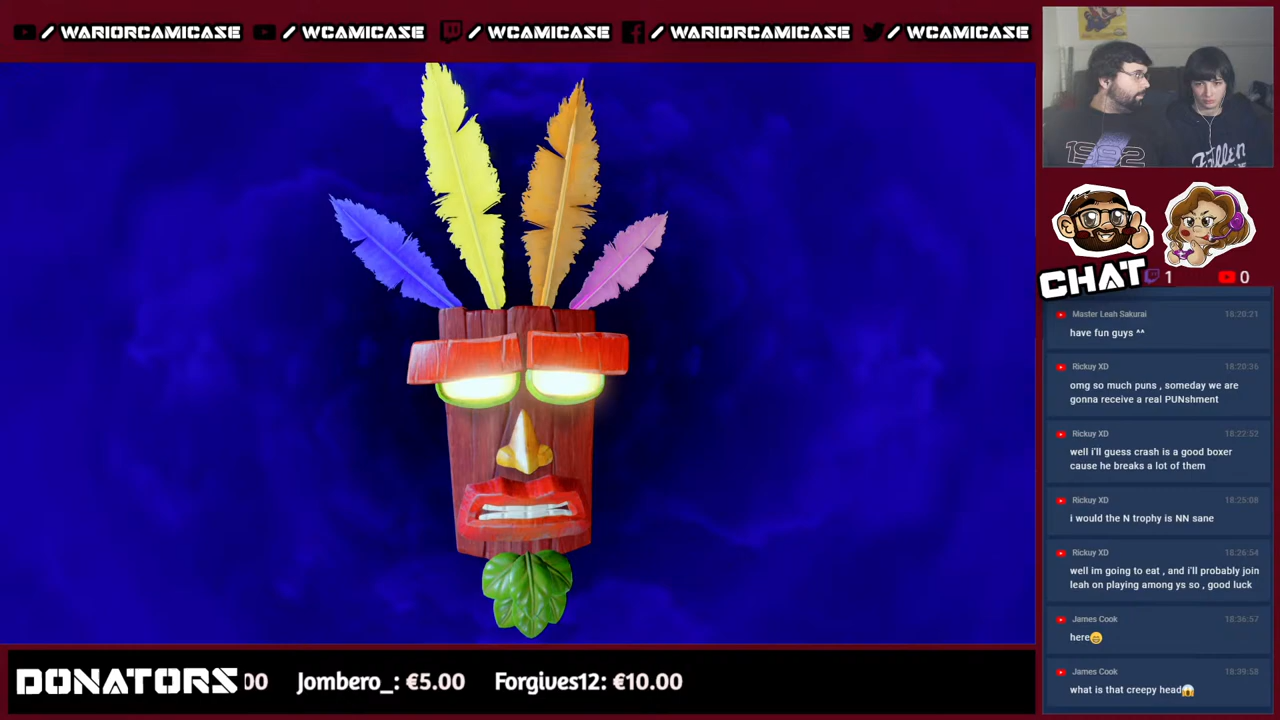 / WARIORCAMICASE / WCAMICASE / WCAMICASE / WARIORCAMICASE / WCAMICASE
1992
Fallen
CHAT 1 0
Master Leah Sakurai 18:20:21
have fun guys ^^
Rickuy XD 18:20:36
omg so much puns , someday we are
gonna receive a real PUNshment
Rickuy XD 18:22:52
well i'll guess crash is a good boxer
cause he breaks a lot of them
Rickuy XD 18:25:08
i would the N trophy is NN sane
Rickuy XD 18:26:54
well im going to eat , and i'll probably join
leah on playing among ys so , good luck
James Cook 18:36:57
here😄
James Cook 18:39:58
what is that creepy head😱
DONATORS 00 Jombero_: €5.00 Forgives12: €10.00